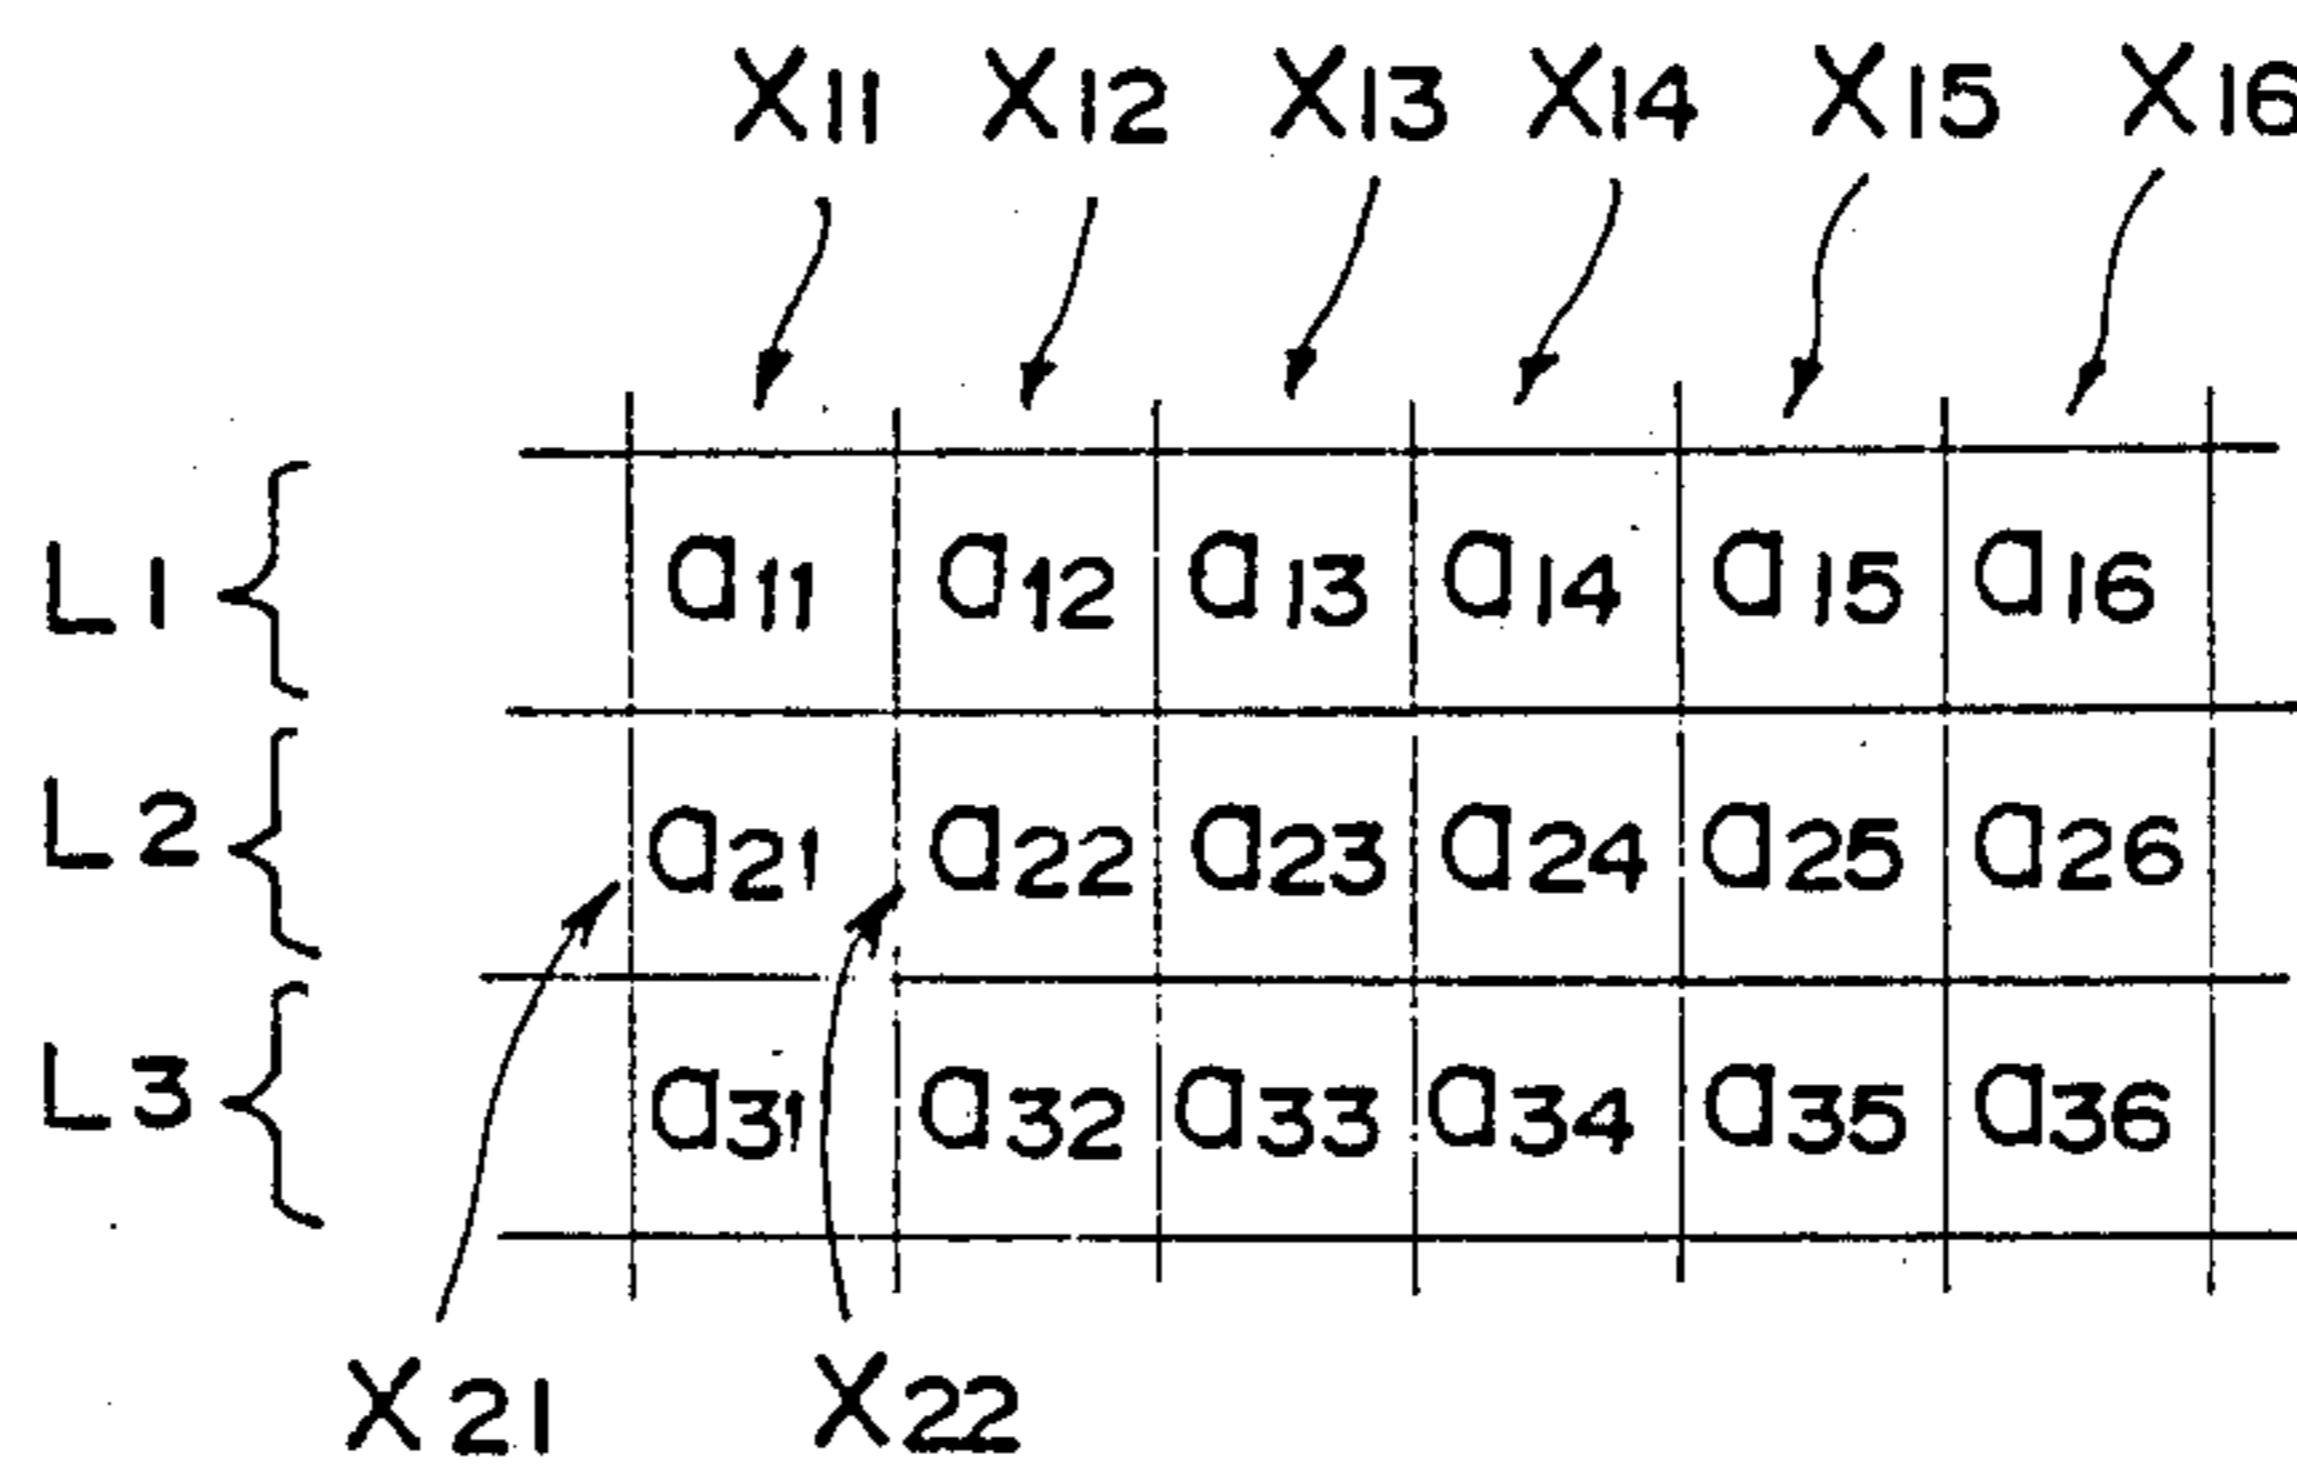 X11 X12 X13 X14 X15 X16
L1 a11 a12 a13 a14 a15 a16
L2 a21 a22 a23 a24 a25 a26
L3 a31 a32 a33 a34 a35 a36
X21 X22